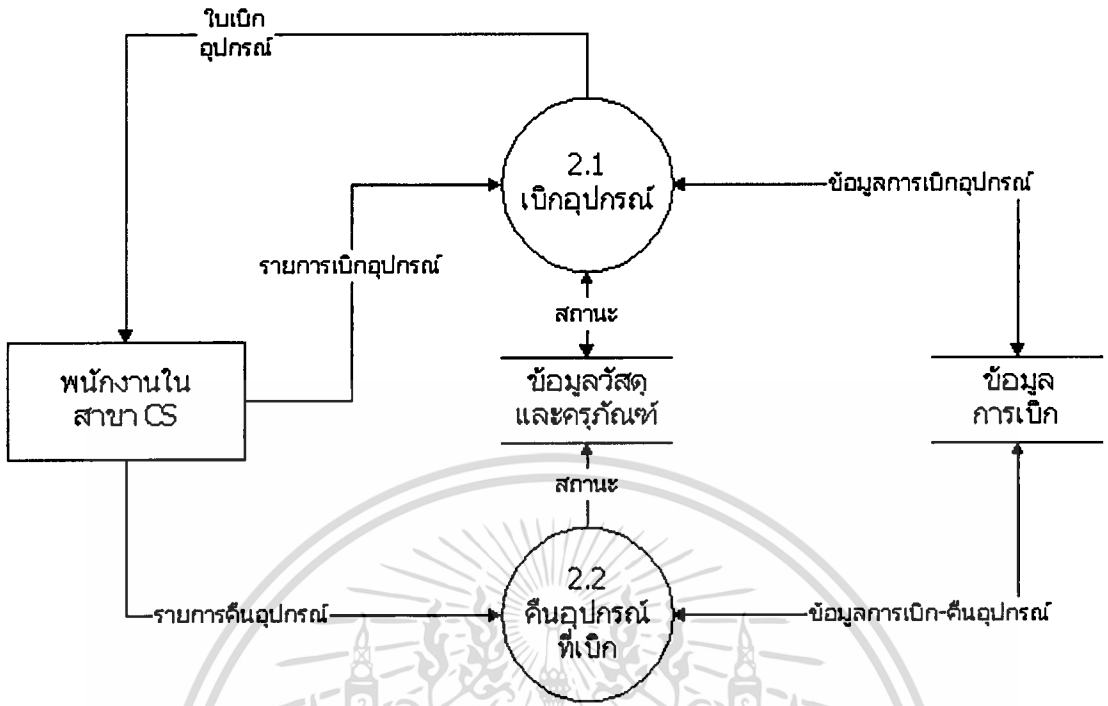 ใบเบิก
อุปกรณ์
2.1
เบิกอุปกรณ์
ข้อมูลการเบิกอุปกรณ์
รายการเบิกอุปกรณ์
สถานะ
พนักงานใน
สาขา CS
ข้อมูลวัสดุ
และครุภัณฑ์
ข้อมูล
การเบิก
สถานะ
2.2
คืนอุปกรณ์
ที่เบิก
รายการคืนอุปกรณ์
ข้อมูลการเบิก-คืนอุปกรณ์